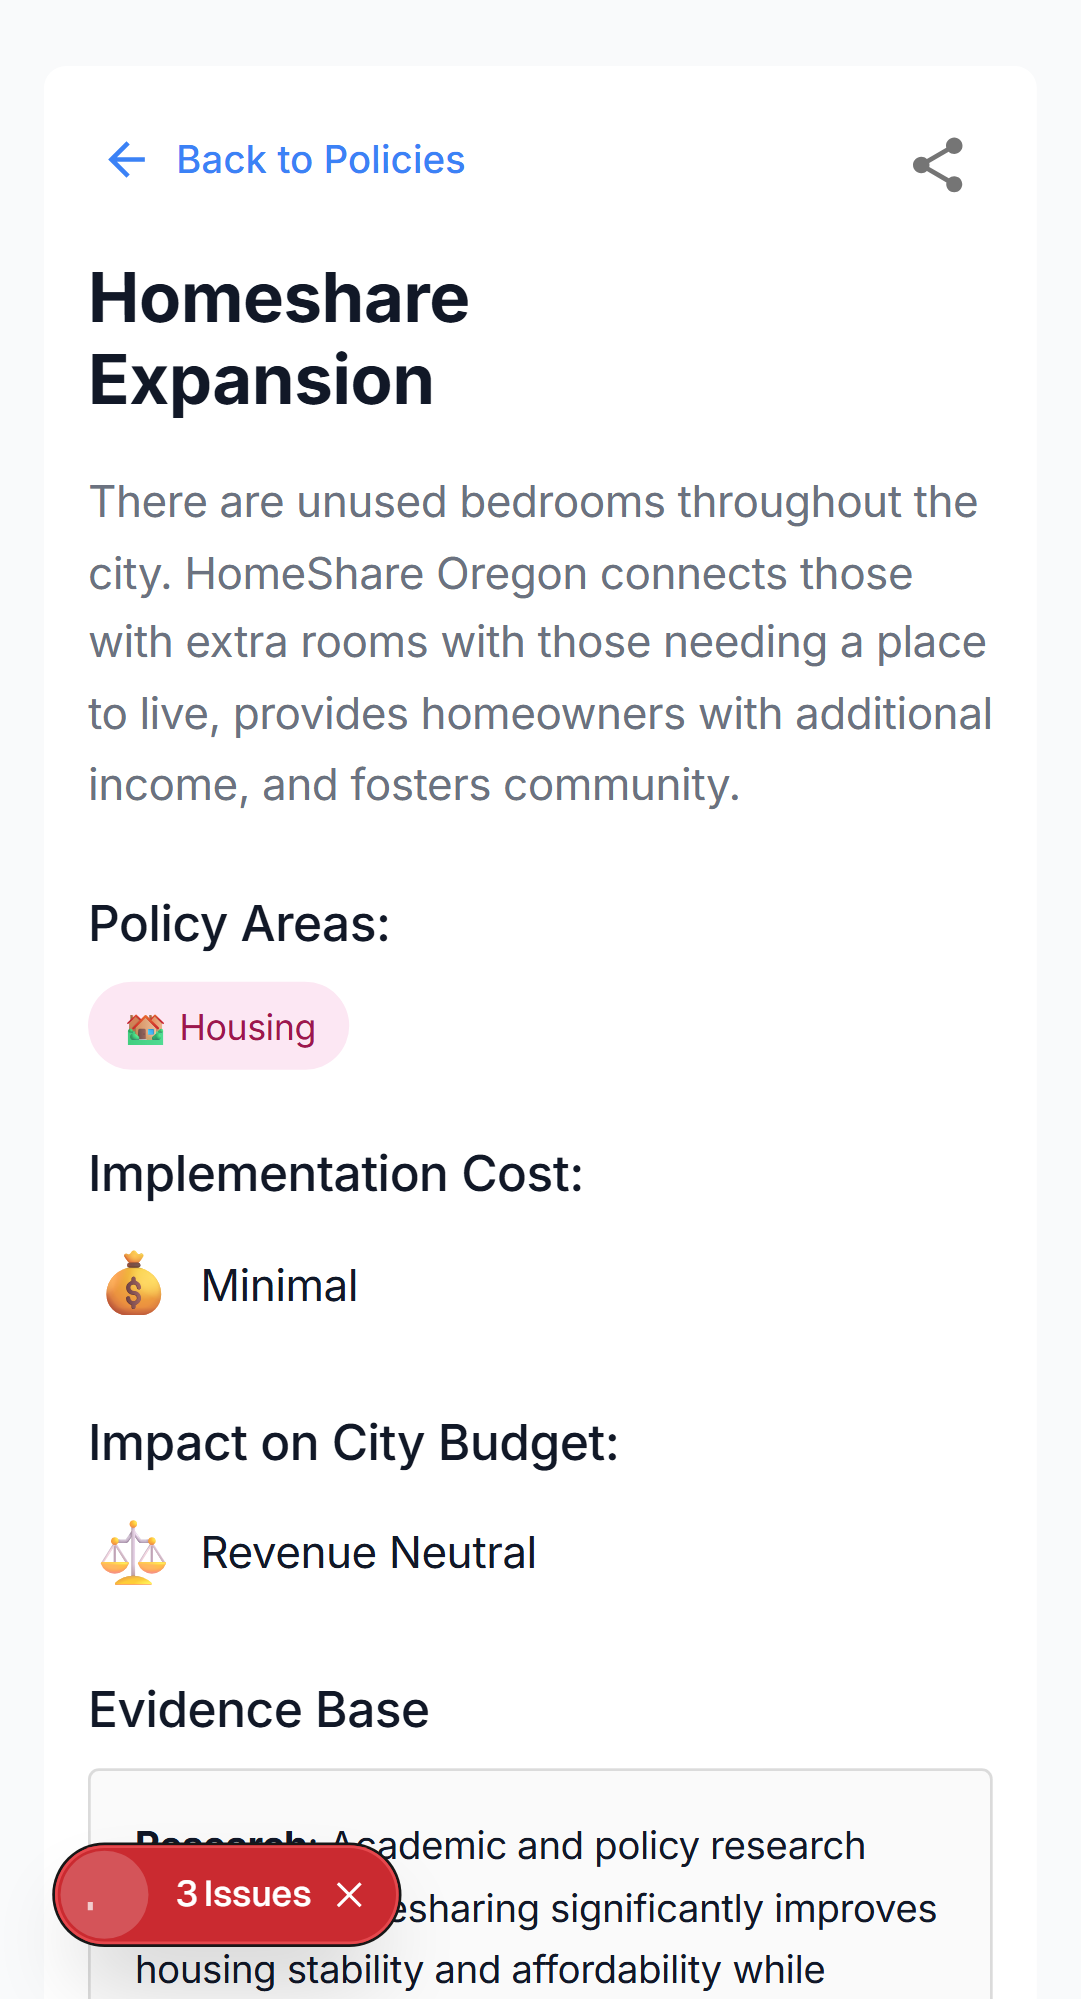 Back to Policies
Homeshare
Expansion
There are unused bedrooms throughout the
city. HomeShare Oregon connects those
with extra rooms with those needing a place
to live, provides homeowners with additional
income, and fosters community.
Policy Areas:
Housing
Implementation Cost:
Minimal
Impact on City Budget:
Revenue Neutral
Evidence Base
Research: Academic and policy research
esharing significantly improves
3 Issues
housing stability and affordability while